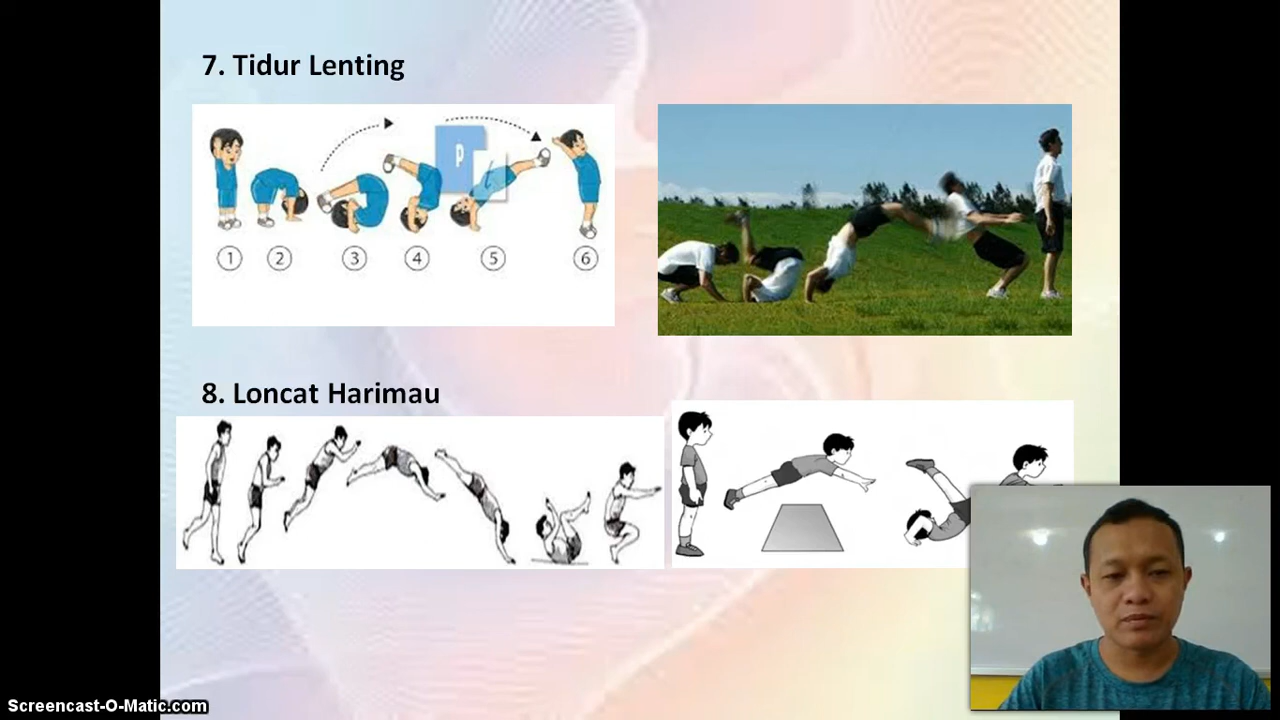 7. Tidur Lenting
P
1 2 3 4 5 6
8. Loncat Harimau
Screencast-O-Matic.com